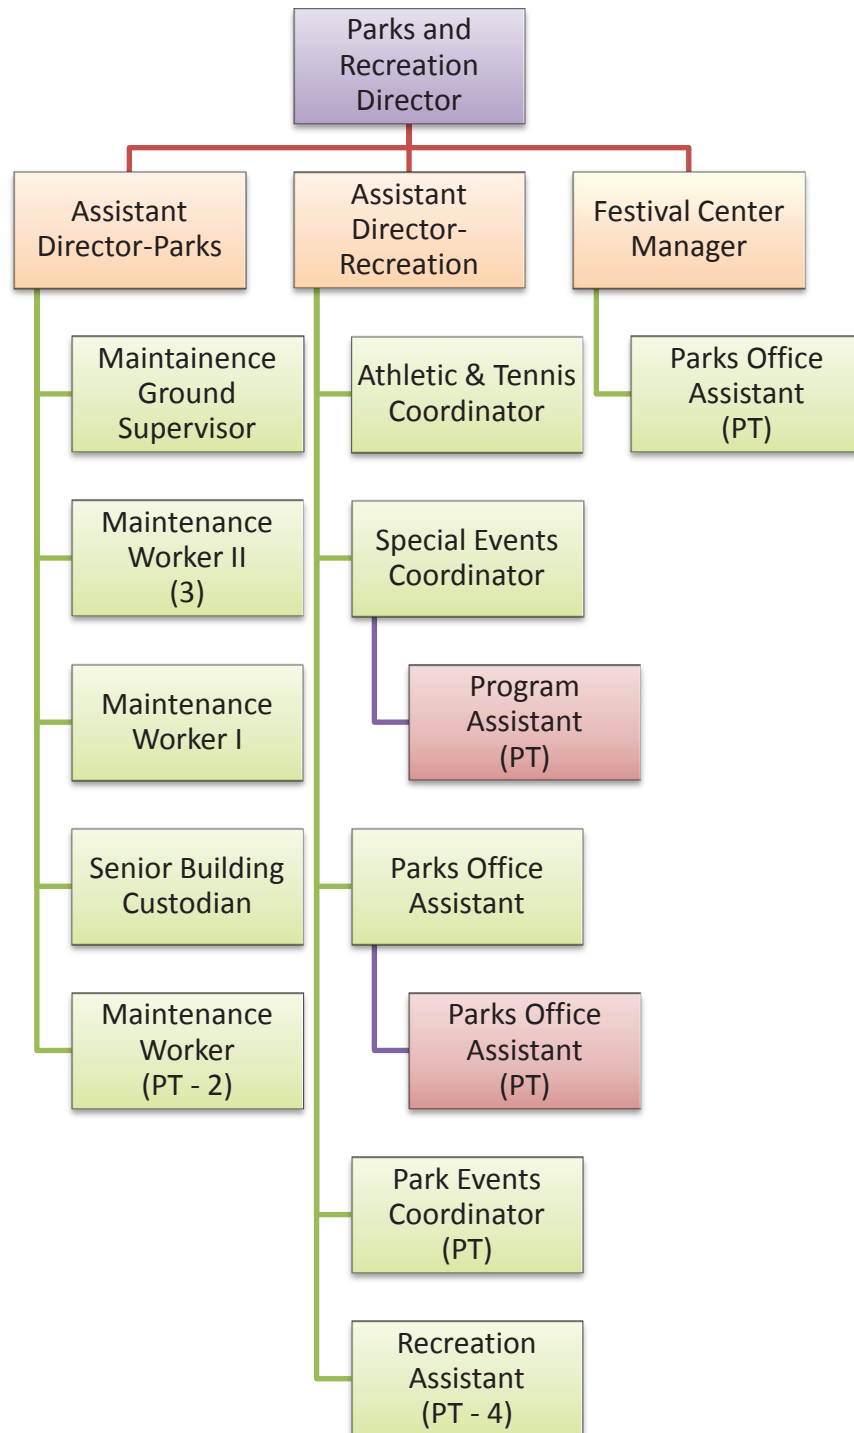 Parks and
Recreation
Director
Assistant
Director-Parks
Maintainence
Ground
Supervisor
Maintenance
Worker II
(3)
Maintenance
Worker I
Senior Building
Custodian
Maintenance
Worker
(PT - 2)
Assistant
Director-
Recreation
Athletic & Tennis
Coordinator
Special Events
Coordinator
Program
Assistant
(PT)
Parks Office
Assistant
Parks Office
Assistant
(PT)
Park Events
Coordinator
(PT)
Recreation
Assistant
(PT - 4)
Festival Center
Manager
Parks Office
Assistant
(PT)